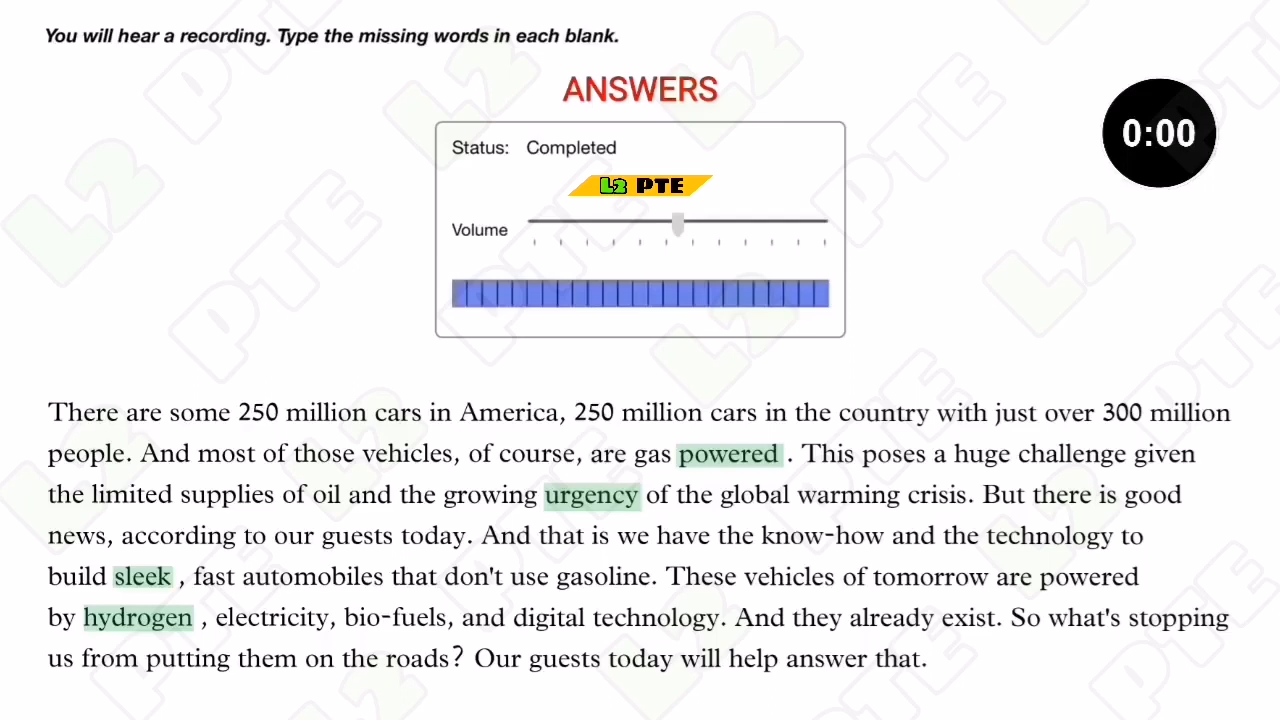 You will hear a recording. Type the missing words in each blank.
ANSWERS
0:00
Status: Completed
L2 PTE
Volume
There are some 250 million cars in America, 250 million cars in the country with just over 300 million
people. And most of those vehicles, of course, are gas powered . This poses a huge challenge given
the limited supplies of oil and the growing urgency of the global warming crisis. But there is good
news, according to our guests today. And that is we have the know-how and the technology to
build sleek , fast automobiles that don't use gasoline. These vehicles of tomorrow are powered
by hydrogen , electricity, bio-fuels, and digital technology. And they already exist. So what's stopping
us from putting them on the roads? Our guests today will help answer that.